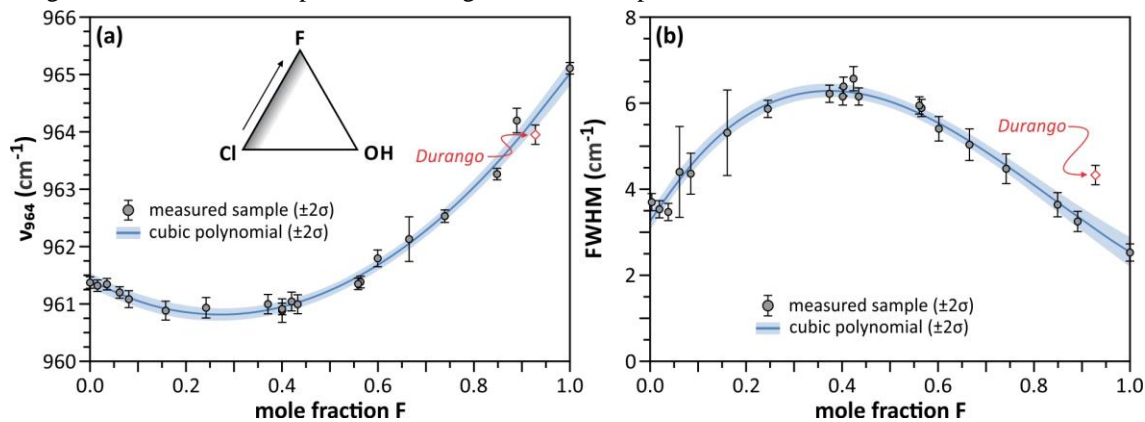 966
965
964
963
962
961
960
ν964 (cm-1)
(a)
F
Cl
OH
Durango
measured sample (±2σ)
cubic polynomial (±2σ)
0.0
0.2
0.4
0.6
0.8
1.0
mole fraction F
8
6
4
2
0
FWHM (cm-1)
(b)
Durango
measured sample (±2σ)
cubic polynomial (±2σ)
0.0
0.2
0.4
0.6
0.8
1.0
mole fraction F